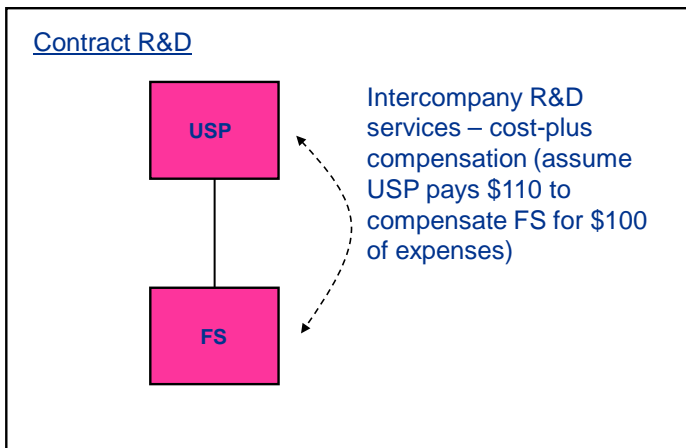 Contract R&D
USP
Intercompany R&D
services – cost-plus
compensation (assume
USP pays $110 to
compensate FS for $100
of expenses)
FS